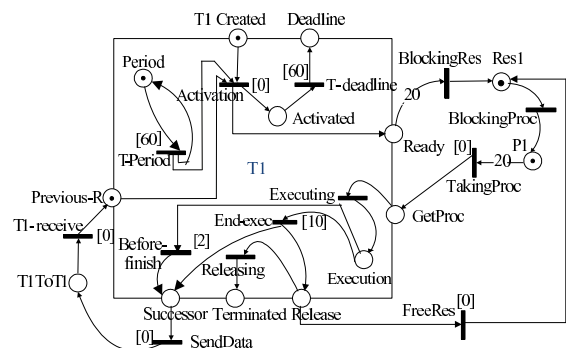 T1 Created
Deadline
Period
[60]
BlockingRes
Res1
Activation
[0]
T-deadline
20
BlockingProc
Activated
[60]
T-Period
Ready
[0]
P1
20
TakingProc
T1
Previous-R
Executing
GetProc
T1-receive
[0]
Before-
finish
[2]
End-exec
[10]
Releasing
Execution
T1ToT1
Successor
Terminated
Release
FreeRes
[0]
[0]
SendData